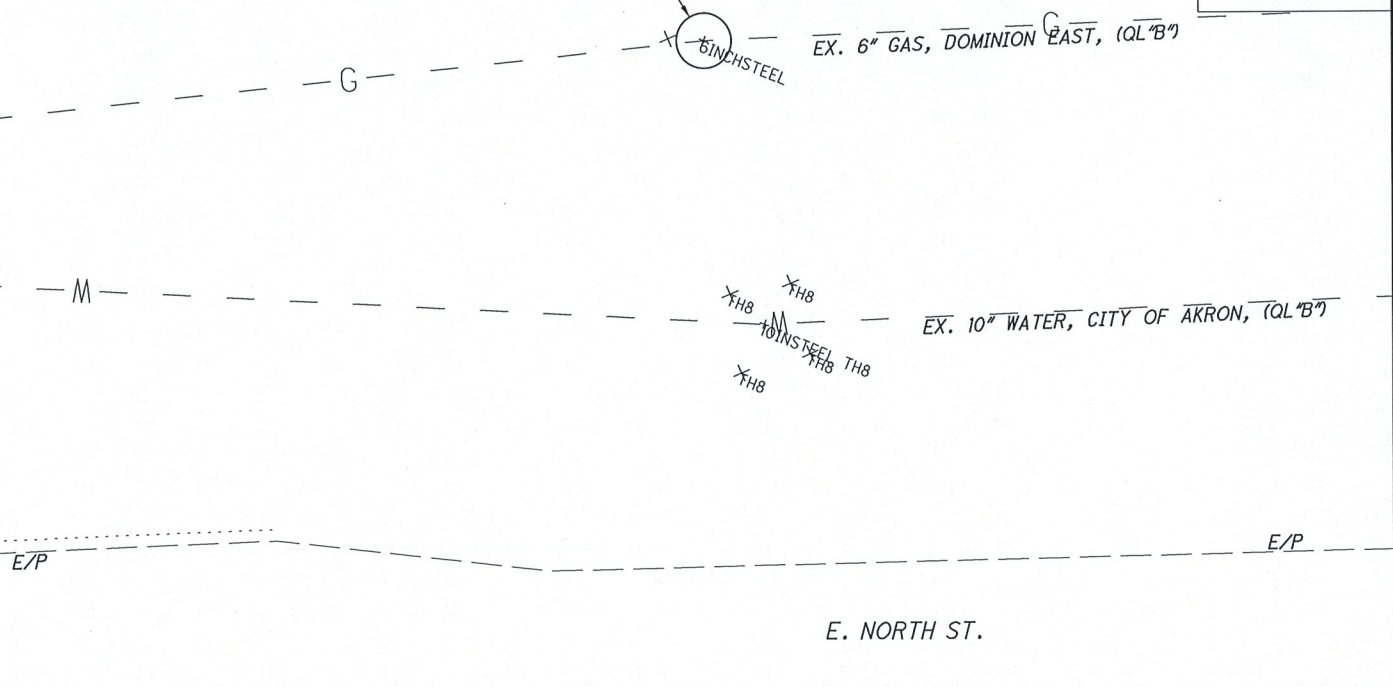 G
EX. 6" GAS, DOMINION EAST, (QL"B")
G
6INCHSTEEL
W
TH8
TH8
W
10INSTEEL TH8
TH8
TH8
EX. 10" WATER, CITY OF AKRON, (QL"B")
E/P
E/P
E. NORTH ST.